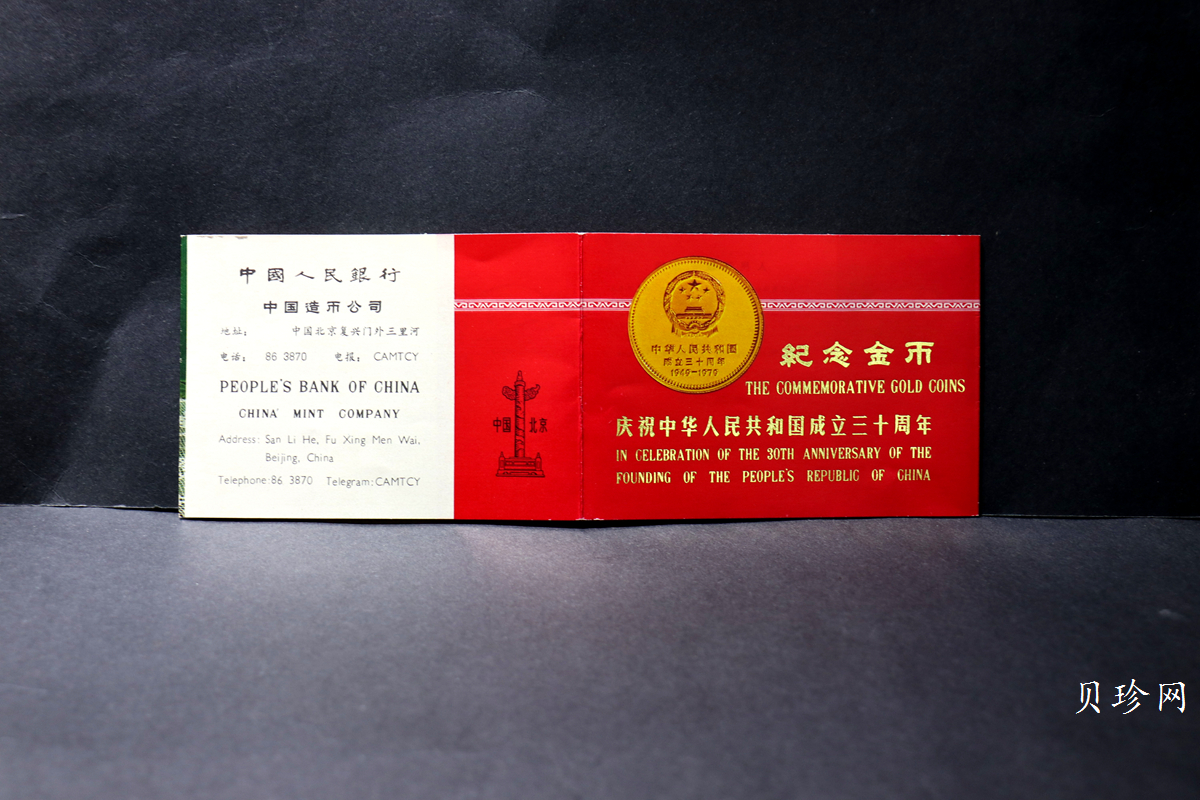 中國人民銀行
中国造币公司
地址： 中国北京复兴门外三里河
电话： 86 3870 电报： CAMTCY
PEOPLE'S BANK OF CHINA
CHINA MINT COMPANY
Address: San Li He, Fu Xing Men Wai,
Beijing, China
Telephone:86 3870 Telegram:CAMTCY
中国 北京
中华人民共和国
成立三十周年
1949-1979
紀念金币
THE COMMEMORATIVE GOLD COINS
庆祝中华人民共和国成立三十周年
IN CELEBRATION OF THE 30TH ANNIVERSARY OF THE
FOUNDING OF THE PEOPLE'S REPUBLIC OF CHINA
贝珍网